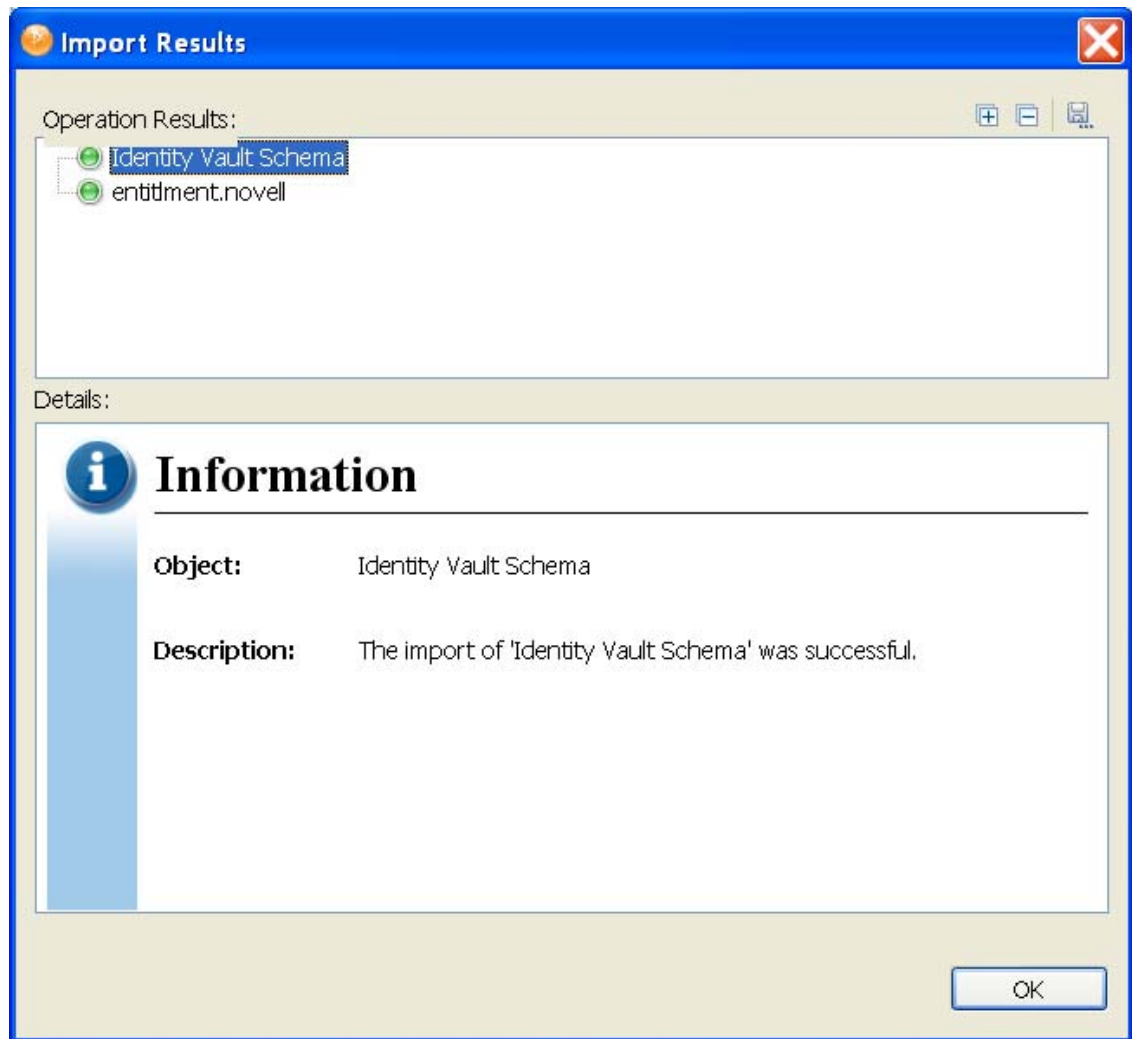 Import Results
Operation Results:
Identity Vault Schema
entitlment.novell
Details:
Information
Object: Identity Vault Schema
Description: The import of 'Identity Vault Schema' was successful.
OK